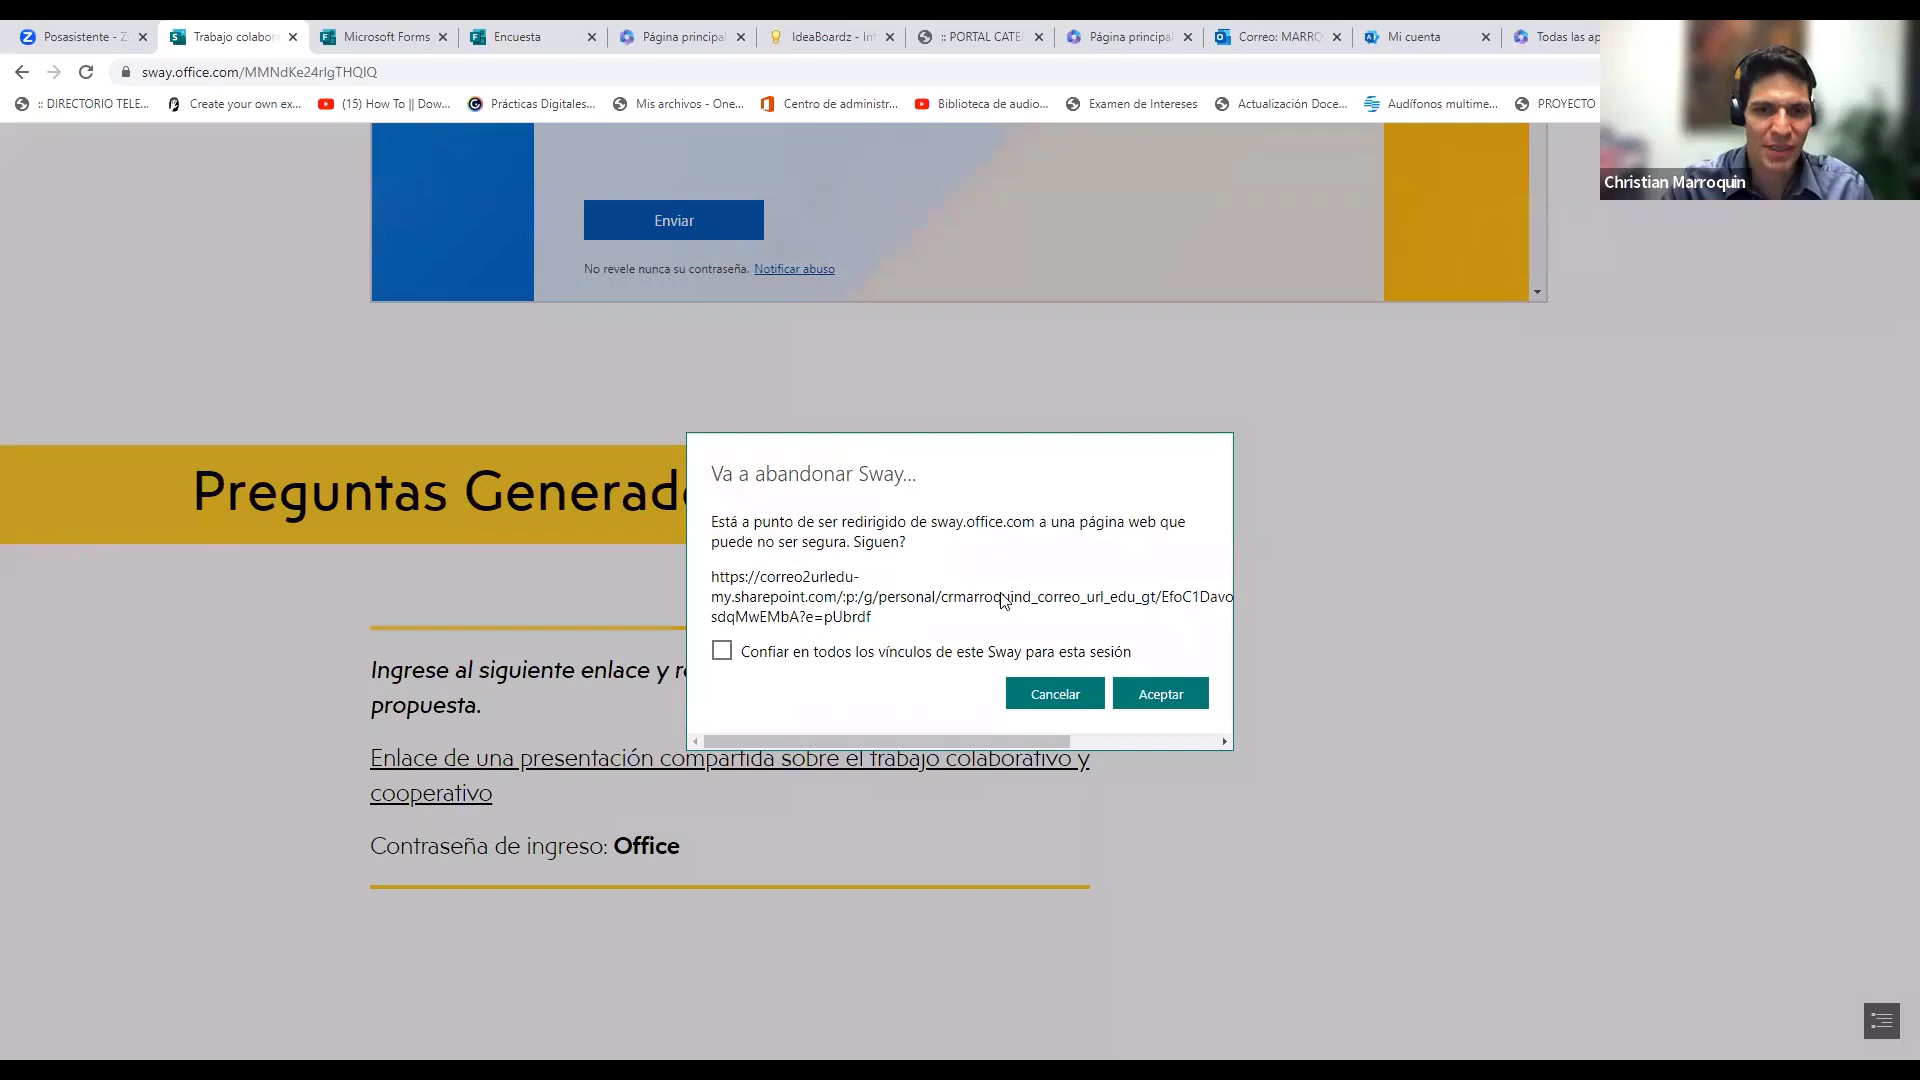 Posasistente - Z
Trabajo colabor
Microsoft Forms
Encuesta
Página principal
IdeaBoardz - In
:: PORTAL CATE
Página principal
Correo: MARRO
Mi cuenta
Todas las ap
sway.office.com/MMNdKe24rIgTHQIQ
:: DIRECTORIO TELE...
Create your own ex...
(15) How To || Dow...
Prácticas Digitales...
Mis archivos - One...
Centro de administr...
Biblioteca de audio...
Examen de Intereses
Actualización Doce...
Audífonos multime...
PROYECTO
Christian Marroquin
Enviar
No revele nunca su contraseña. Notificar abuso
Preguntas Generad
Va a abandonar Sway...
Está a punto de ser redirigido de sway.office.com a una página web que
puede no ser segura. Siguen?
https://correo2urledu-
my.sharepoint.com/:p:/g/personal/crmarroquind_correo_url_edu_gt/EfoC1Davo
sdqMwEMbA?e=pUbrdf
Confiar en todos los vínculos de este Sway para esta sesión
Cancelar
Aceptar
Ingrese al siguiente enlace y r
propuesta.
Enlace de una presentación compartida sobre el trabajo colaborativo y
cooperativo
Contraseña de ingreso: Office